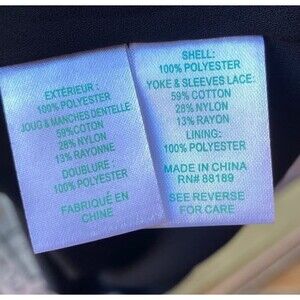 EXTÉRIEUR :
100% POLYESTER
JOUG & MANCHES DENTELLE:
59%COTON
28% NYLON
13% RAYONNE
DOUBLURE :
100% POLYESTER
FABRIQUÉ EN
CHINE
SHELL:
100% POLYESTER
YOKE & SLEEVES LACE:
59% COTTON
28% NYLON
13% RAYON
LINING:
100% POLYESTER
MADE IN CHINA
RN# 88189
SEE REVERSE
FOR CARE